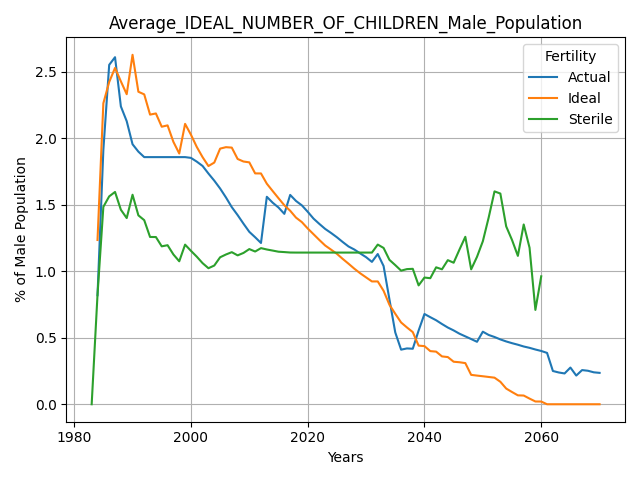 Average_IDEAL_NUMBER_OF_CHILDREN_Male_Population
Fertility
Actual
Ideal
Sterile
% of Male Population
2.5
2.0
1.5
1.0
0.5
0.0
1980 2000 2020 2040 2060
Years